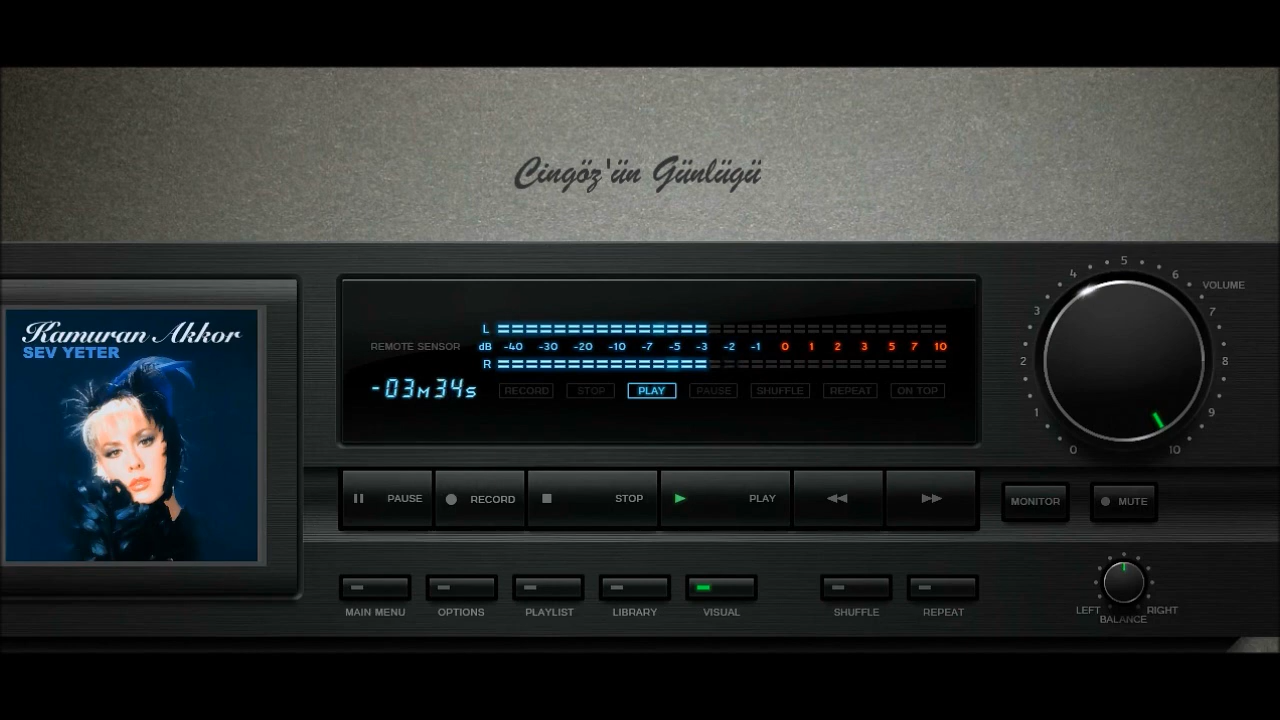 Cingöz'ün Günlügü
Kamuran Akkor
SEV YETER
5
4 6
VOLUME
3 7
2 8
1 9
0 10
L
REMOTE SENSOR dB -40 -30 -20 -10 -7 -5 -3 -2 -1 0 1 2 3 5 7 10
R
-03M34s RECORD STOP PLAY PAUSE SHUFFLE REPEAT ON TOP
PAUSE RECORD STOP PLAY
MONITOR MUTE
MAIN MENU OPTIONS PLAYLIST LIBRARY VISUAL SHUFFLE REPEAT
LEFT RIGHT
BALANCE